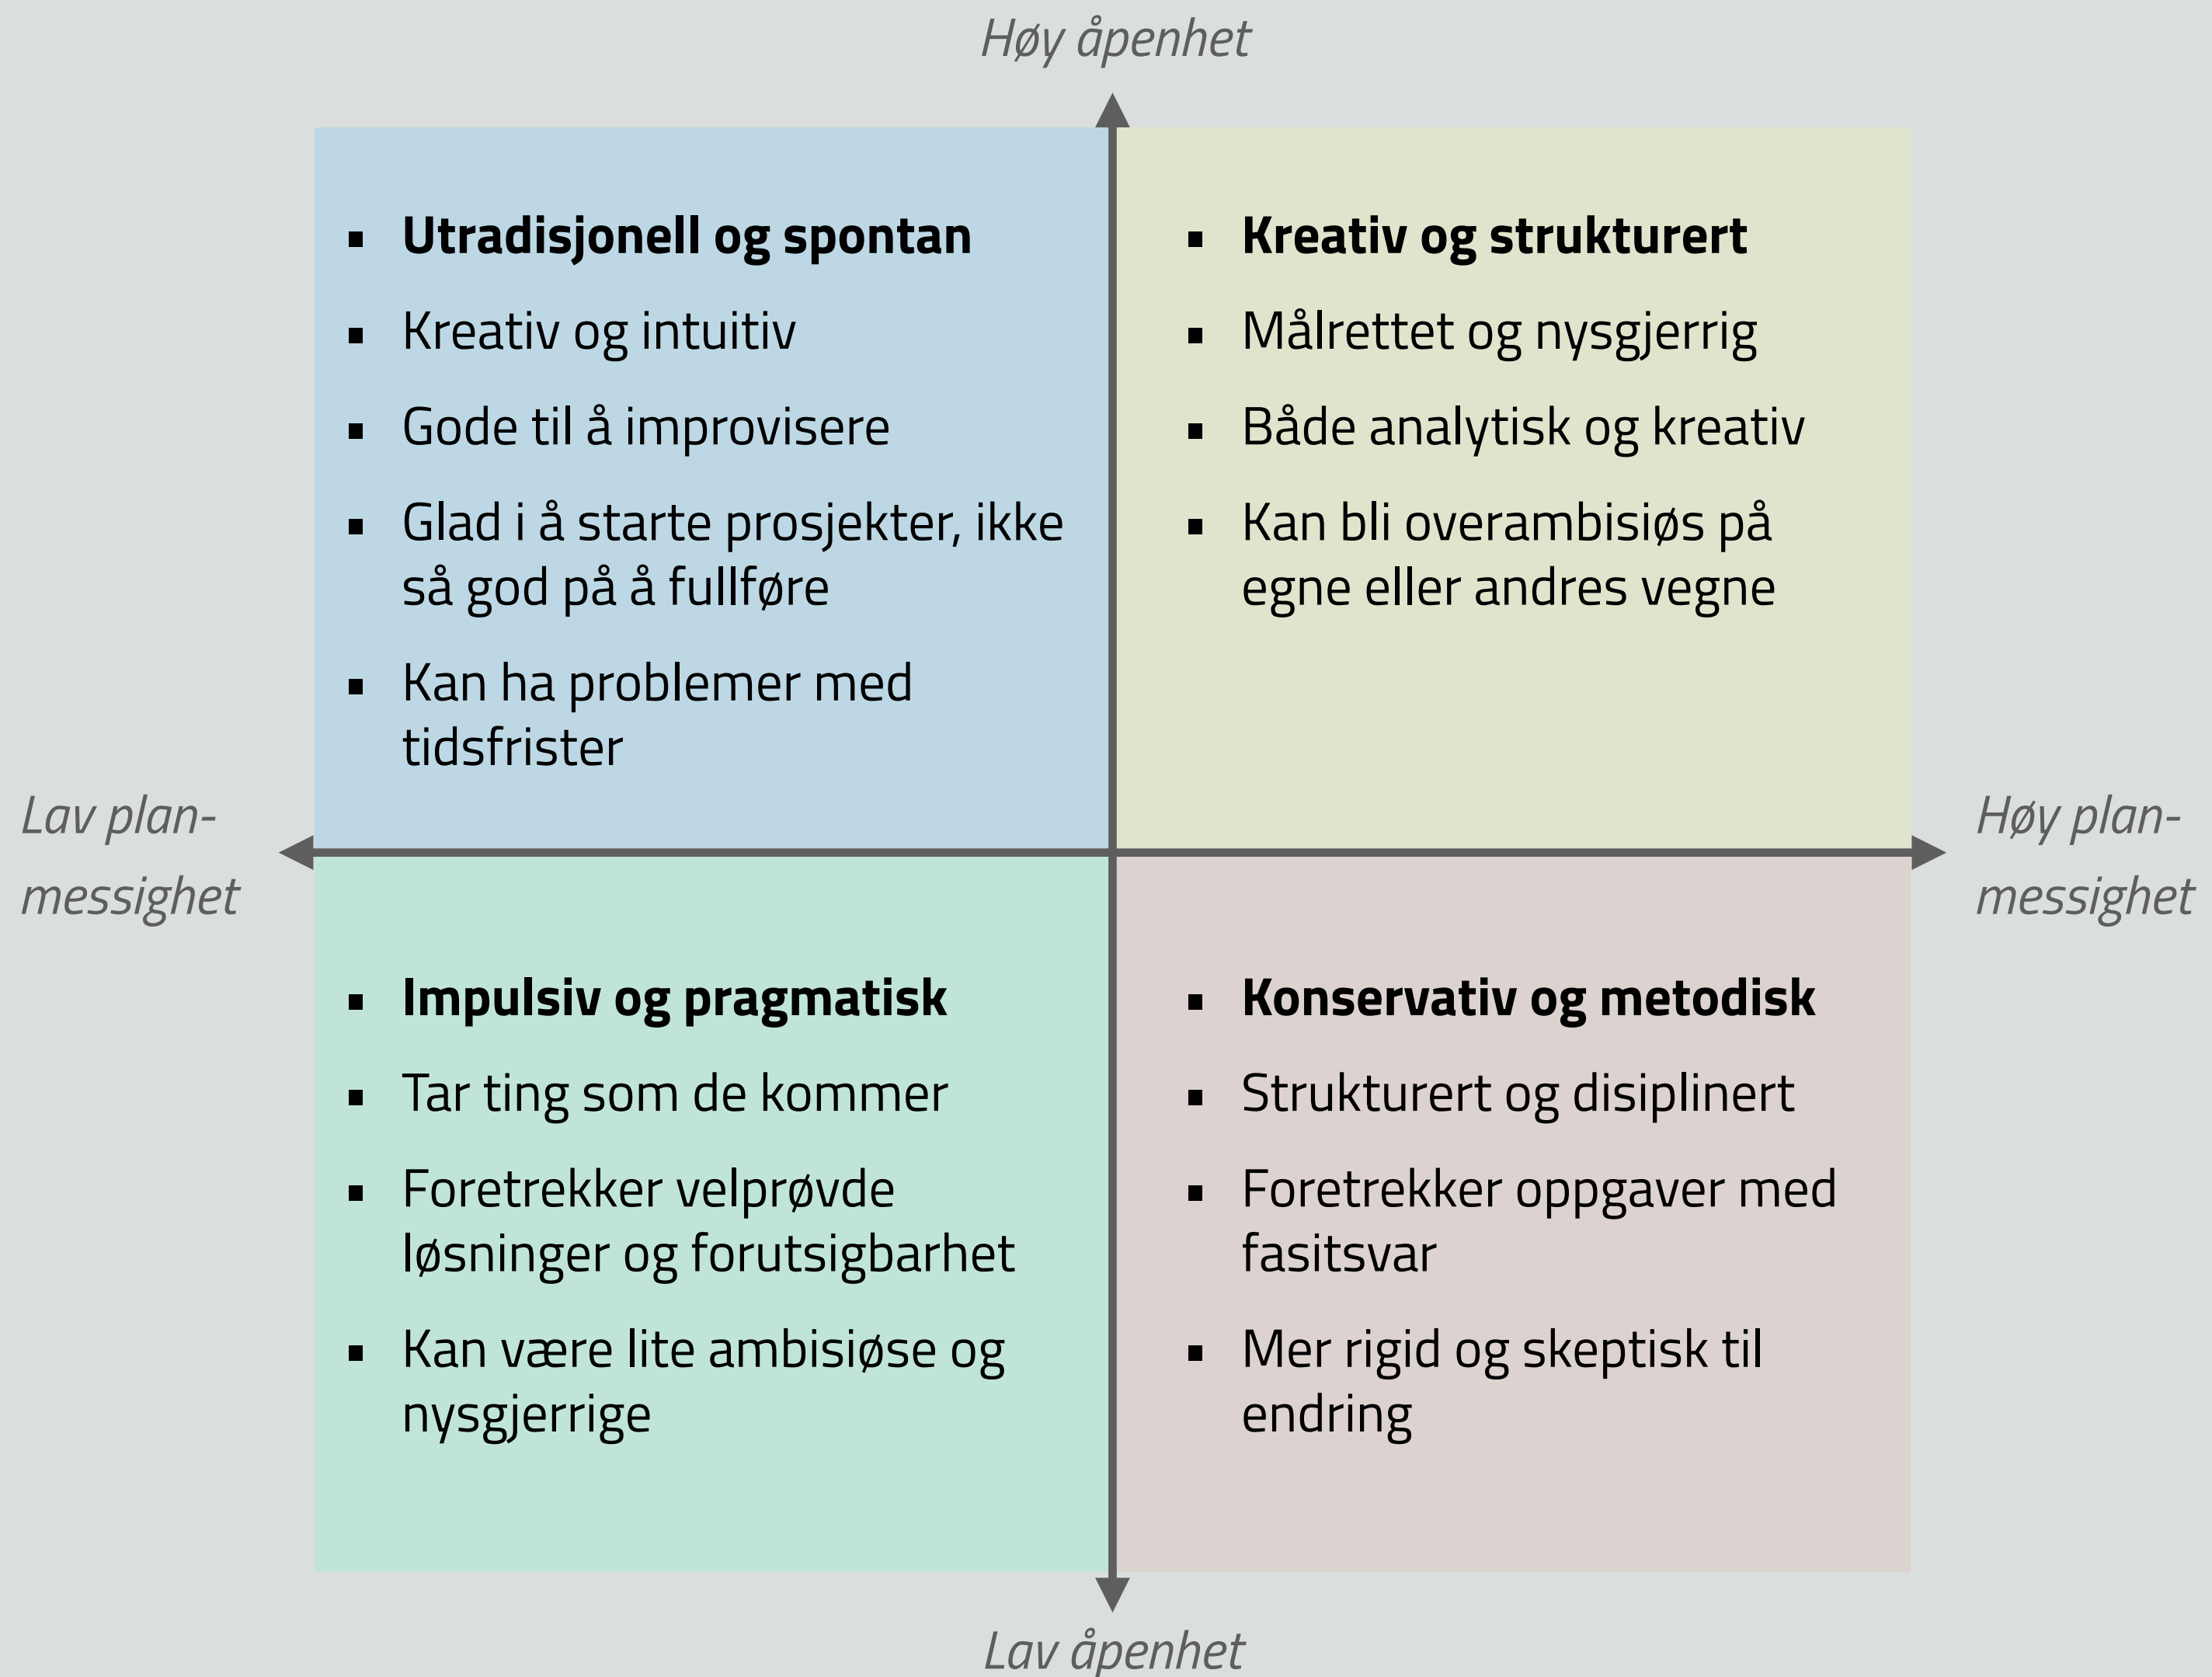 Høy åpenhet
▪ Utradisjonell og spontan
▪ Kreativ og intuitiv
▪ Gode til å improvisere
▪ Glad i å starte prosjekter, ikke
så god på å fullføre
▪ Kan ha problemer med
tidsfrister
▪ Kreativ og strukturert
▪ Målrettet og nysgjerrig
▪ Både analytisk og kreativ
▪ Kan bli overambisiøs på
egne eller andres vegne
Lav plan-
messighet
Høy plan-
messighet
▪ Impulsiv og pragmatisk
▪ Tar ting som de kommer
▪ Foretrekker velprøvde
løsninger og forutsigbarhet
▪ Kan være lite ambisiøse og
nysgjerrige
▪ Konservativ og metodisk
▪ Strukturert og disiplinert
▪ Foretrekker oppgaver med
fasitsvar
▪ Mer rigid og skeptisk til
endring
Lav åpenhet